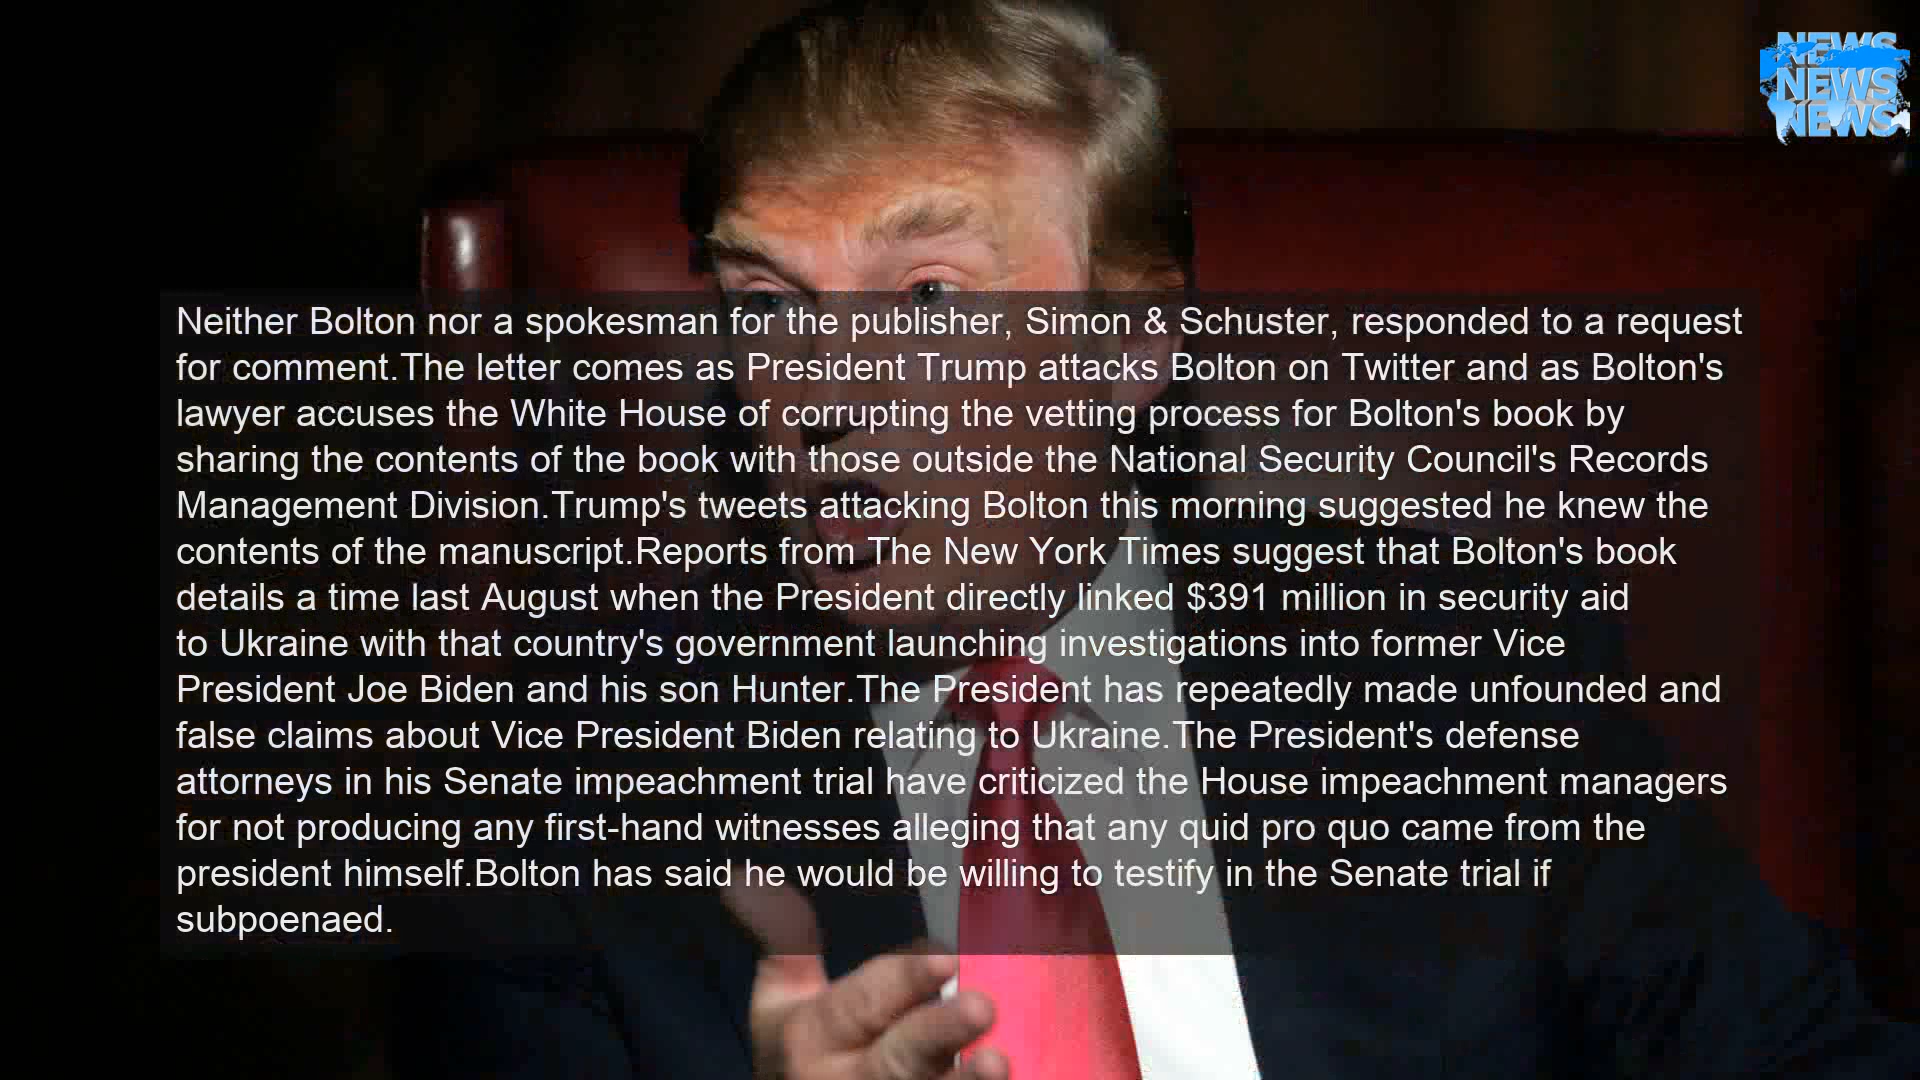 NEWS
NEWS
NEWS
Neither Bolton nor a spokesman for the publisher, Simon & Schuster, responded to a request
for comment.The letter comes as President Trump attacks Bolton on Twitter and as Bolton's
lawyer accuses the White House of corrupting the vetting process for Bolton's book by
sharing the contents of the book with those outside the National Security Council's Records
Management Division.Trump's tweets attacking Bolton this morning suggested he knew the
contents of the manuscript.Reports from The New York Times suggest that Bolton's book
details a time last August when the President directly linked $391 million in security aid
to Ukraine with that country's government launching investigations into former Vice
President Joe Biden and his son Hunter.The President has repeatedly made unfounded and
false claims about Vice President Biden relating to Ukraine.The President's defense
attorneys in his Senate impeachment trial have criticized the House impeachment managers
for not producing any first-hand witnesses alleging that any quid pro quo came from the
president himself.Bolton has said he would be willing to testify in the Senate trial if
subpoenaed.